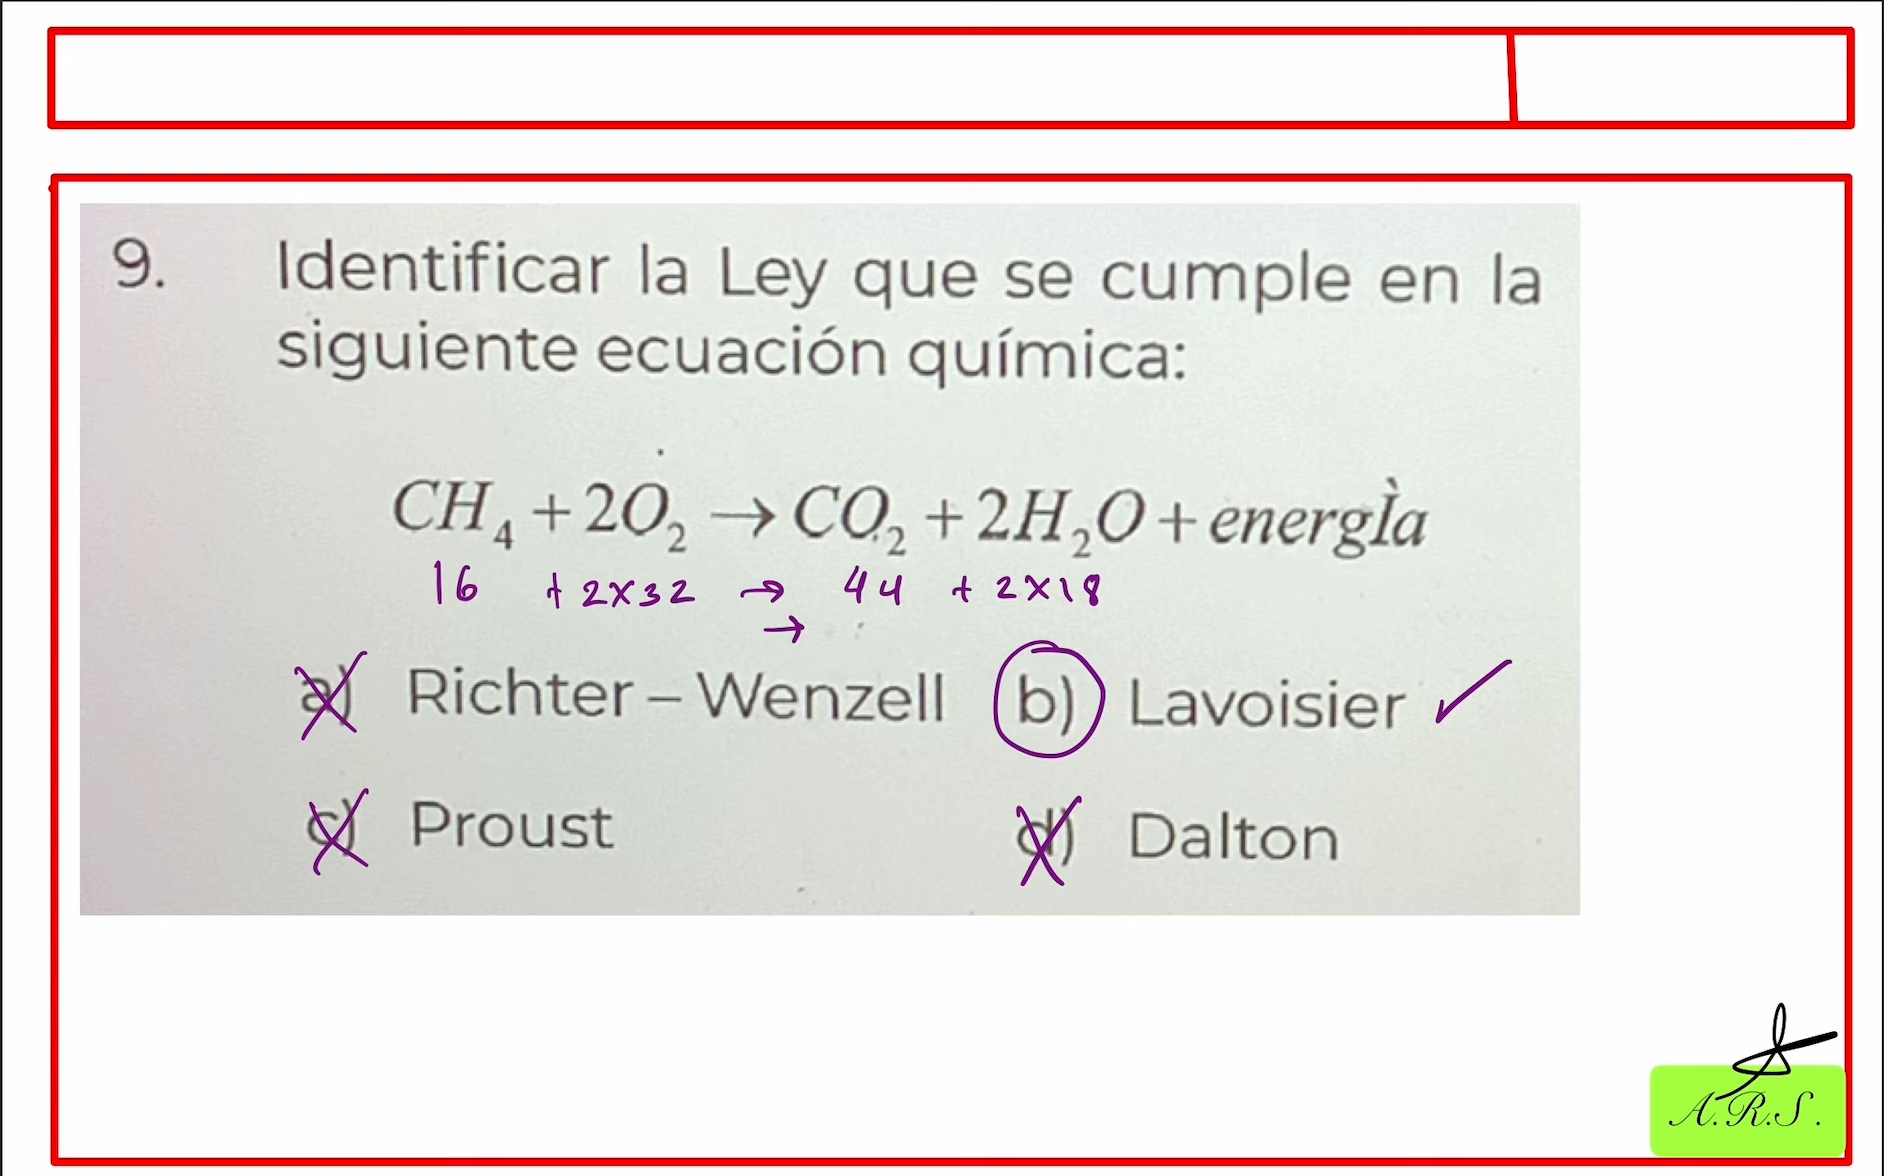 9. Identificar la Ley que se cumple en la
siguiente ecuación química:
CH₄ + 2O₂ → CO₂ + 2H₂O + energÌa
16 + 2x32 → 44 + 2x18
→
a) Richter – Wenzell b) Lavoisier ✓
c) Proust d) Dalton
A.R.S.